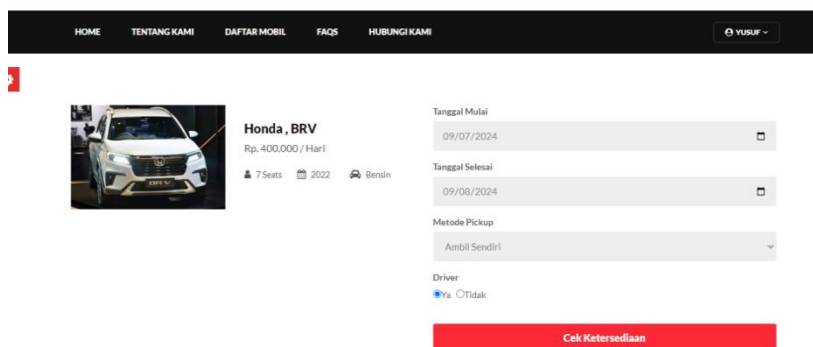 HOME TENTANG KAMI DAFTAR MOBIL FAQS HUBUNGI KAMI YUSUF
Honda , BRV
Rp. 400.000 / Hari
7 Seats 2022 Bensin
BR-V
Tanggal Mulai
09/07/2024
Tanggal Selesai
09/08/2024
Metode Pickup
Ambil Sendiri
Driver
Ya Tidak
Cek Ketersediaan